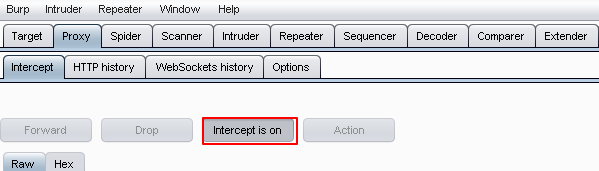 Burp Intruder Repeater Window Help
Target Proxy Spider Scanner Intruder Repeater Sequencer Decoder Comparer Extender
Intercept HTTP history WebSockets history Options
Forward Drop Intercept is on Action
Raw Hex